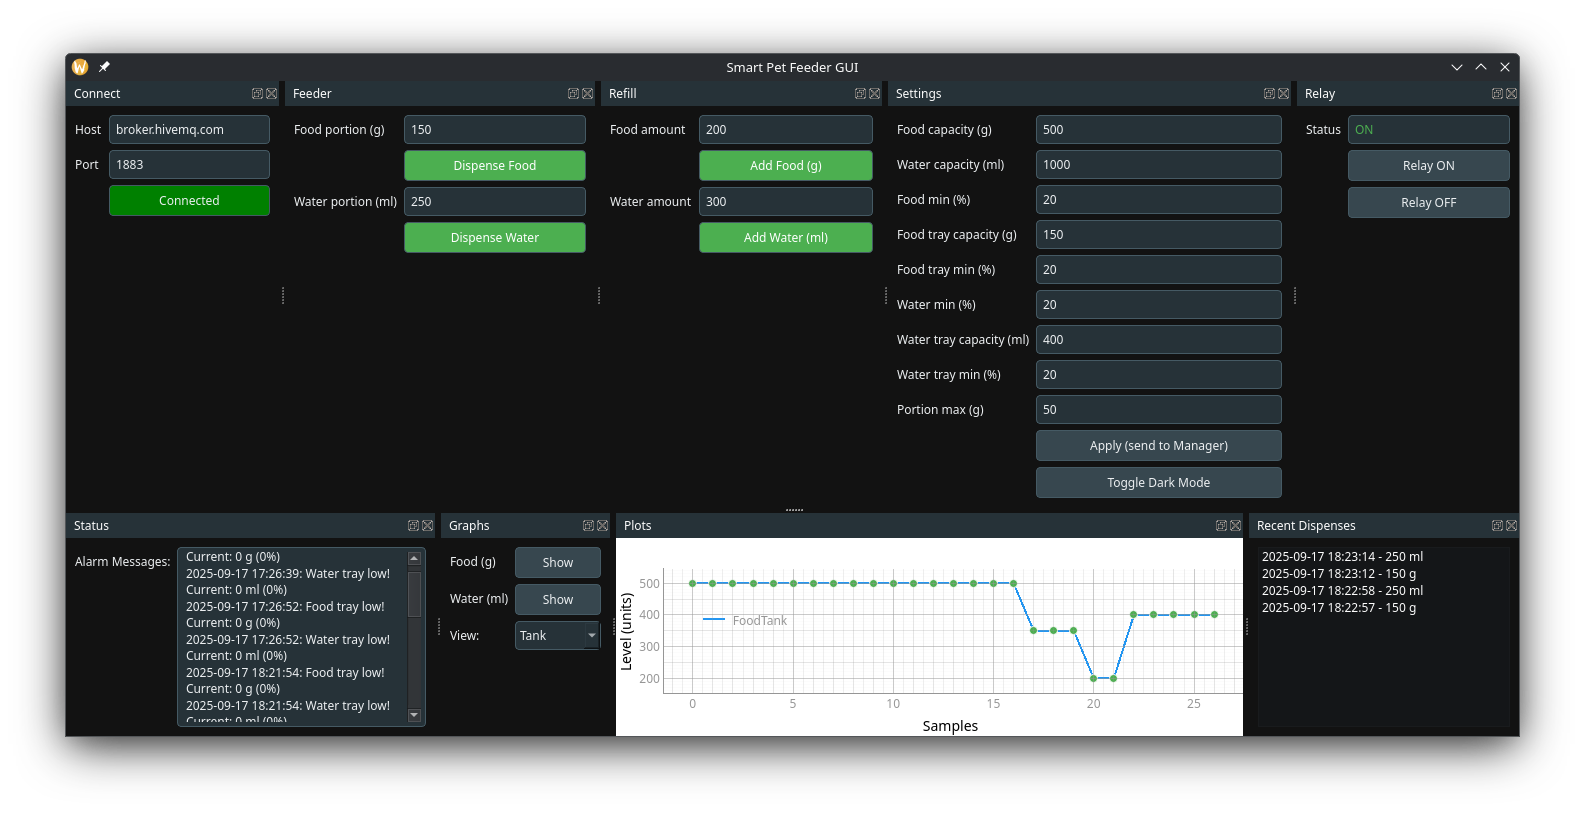 Smart Pet Feeder GUI
Connect
Host broker.hivemq.com
Port 1883
Connected
Feeder
Food portion (g) 150
Dispense Food
Water portion (ml) 250
Dispense Water
Refill
Food amount 200
Add Food (g)
Water amount 300
Add Water (ml)
Settings
Food capacity (g) 500
Water capacity (ml) 1000
Food min (%) 20
Food tray capacity (g) 150
Food tray min (%) 20
Water min (%) 20
Water tray capacity (ml) 400
Water tray min (%) 20
Portion max (g) 50
Apply (send to Manager)
Toggle Dark Mode
Relay
Status ON
Relay ON
Relay OFF
Status
Alarm Messages:
Current: 0 g (0%)
2025-09-17 17:26:39: Water tray low!
Current: 0 ml (0%)
2025-09-17 17:26:52: Food tray low!
Current: 0 g (0%)
2025-09-17 17:26:52: Water tray low!
Current: 0 ml (0%)
2025-09-17 18:21:54: Food tray low!
Current: 0 g (0%)
2025-09-17 18:21:54: Water tray low!
Current: 0 ml (0%)
Graphs
Food (g) Show
Water (ml) Show
View: Tank
Plots
Level (units)
500
400
300
200
FoodTank
0 5 10 15 20 25
Samples
Recent Dispenses
2025-09-17 18:23:14 - 250 ml
2025-09-17 18:23:12 - 150 g
2025-09-17 18:22:58 - 250 ml
2025-09-17 18:22:57 - 150 g